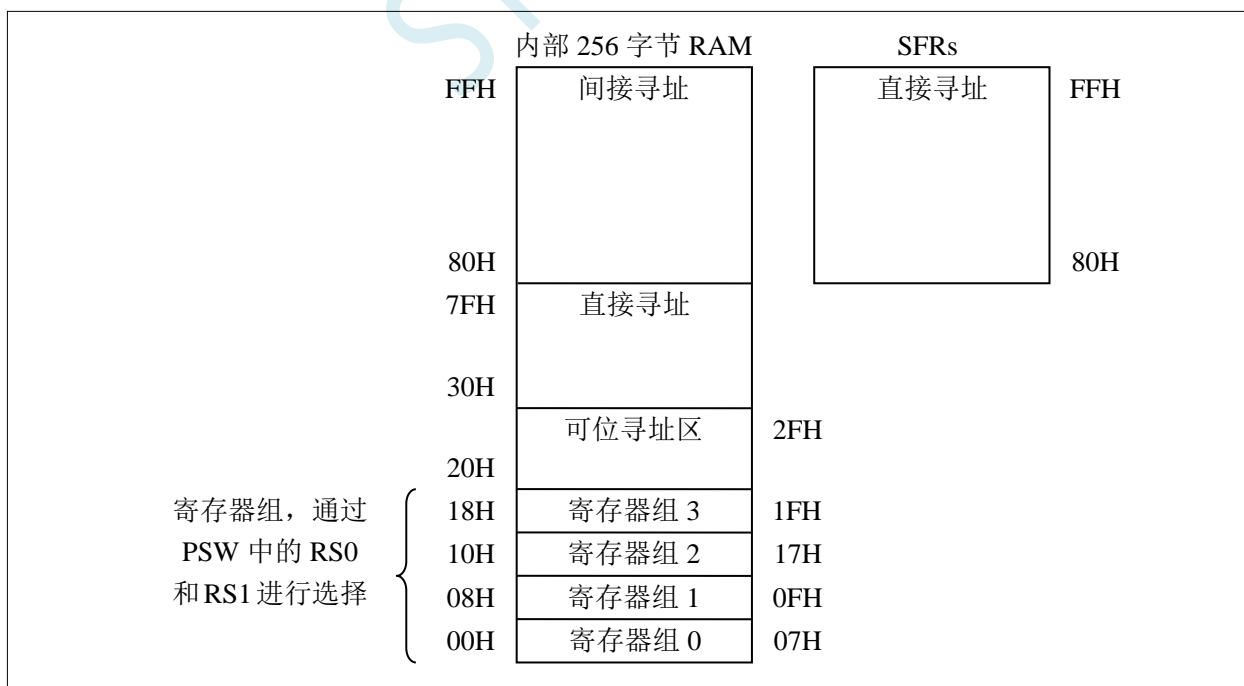 内部 256 字节 RAM SFRs
FFH 间接寻址 直接寻址 FFH
80H 80H
7FH 直接寻址
30H
可位寻址区 2FH
20H
寄存器组，通过 18H 寄存器组 3 1FH
PSW 中的 RS0 10H 寄存器组 2 17H
和RS1进行选择 08H 寄存器组 1 0FH
00H 寄存器组 0 07H